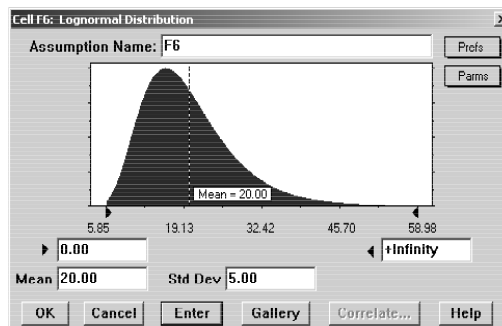 Cell F6: Lognormal Distribution
Assumption Name: F6
Prefs
Parms
Mean = 20.00
5.85 19.13 32.42 45.70 58.98
0.00 +Infinity
Mean 20.00 Std Dev 5.00
OK Cancel Enter Gallery Correlate... Help